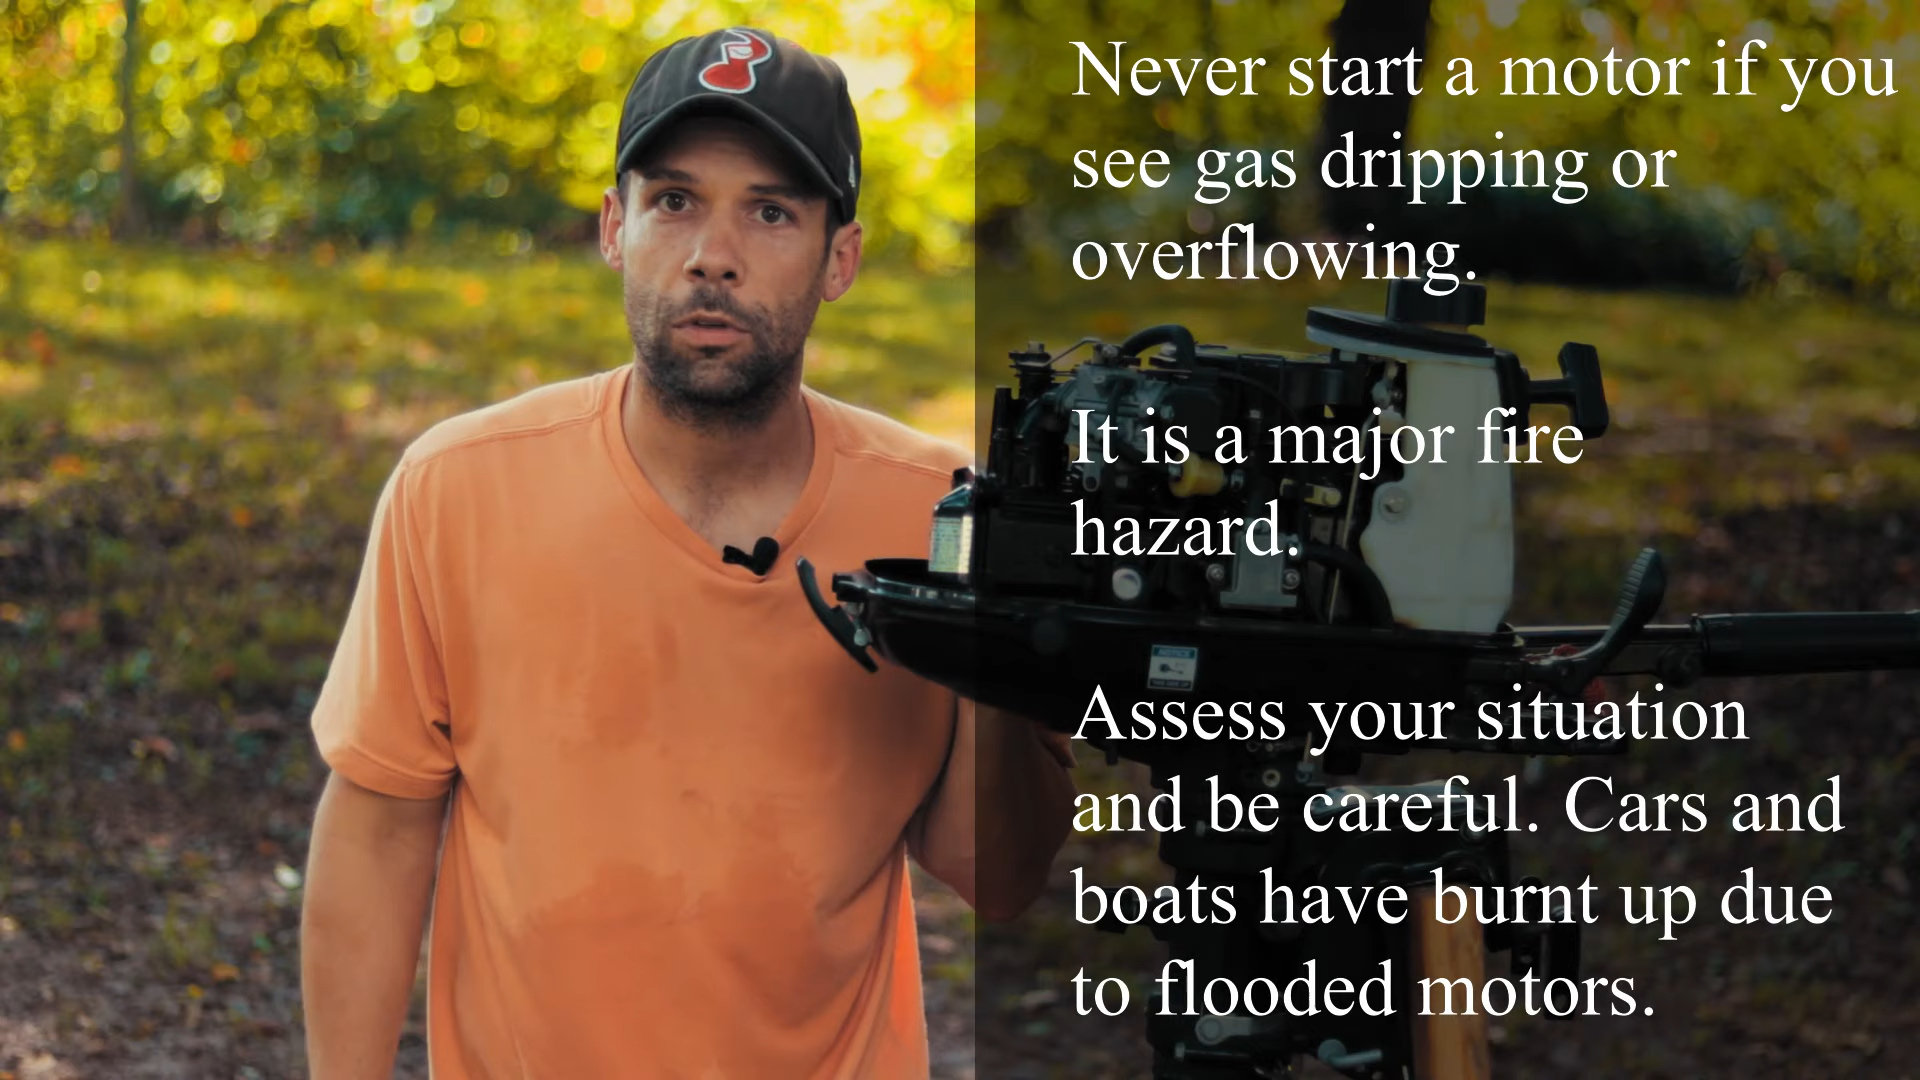 Never start a motor if you
see gas dripping or
overflowing.
It is a major fire
hazard.
Assess your situation
and be careful. Cars and
boats have burnt up due
to flooded motors.
NOTICE